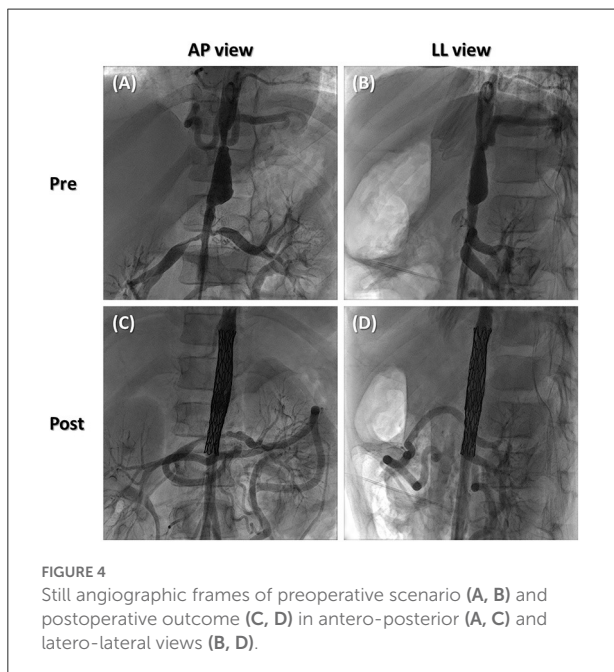 AP view
LL view
(A)
(B)
Pre
(C)
(D)
Post
FIGURE 4
Still angiographic frames of preoperative scenario (A, B) and
postoperative outcome (C, D) in antero-posterior (A, C) and
latero-lateral views (B, D).